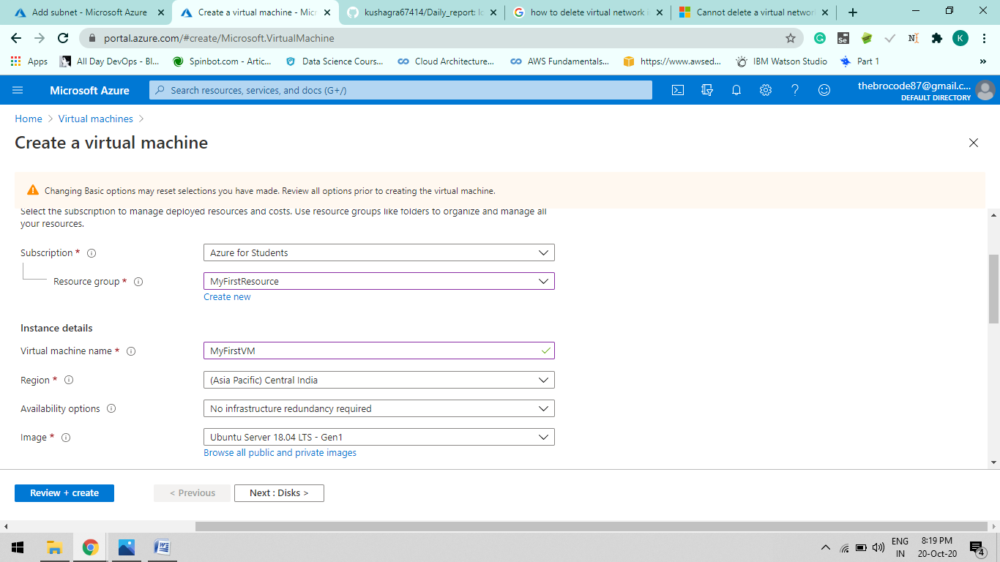 Add subnet - Microsoft Azure
Create a virtual machine - Micr
kushagra67414/Daily_report:
how to delete virtual network
Cannot delete a virtual networ
portal.azure.com/#create/Microsoft.VirtualMachine
Apps
All Day DevOps - Bl...
Spinbot.com - Artic...
Data Science Cours...
Cloud Architecture...
AWS Fundamentals...
https://www.awsed...
IBM Watson Studio
Part 1
Microsoft Azure
Search resources, services, and docs (G+/)
thebrocode87@gmail.c...
DEFAULT DIRECTORY
Home > Virtual machines >
Create a virtual machine
Changing Basic options may reset selections you have made. Review all options prior to creating the virtual machine.
Select the subscription to manage deployed resources and costs. Use resource groups like folders to organize and manage all
your resources.
Subscription *
Azure for Students
Resource group *
MyFirstResource
Create new
Instance details
Virtual machine name *
MyFirstVM
Region *
(Asia Pacific) Central India
Availability options
No infrastructure redundancy required
Image *
Ubuntu Server 18.04 LTS - Gen1
Browse all public and private images
Review + create
< Previous
Next : Disks >
ENG
IN
8:19 PM
20-Oct-20
4